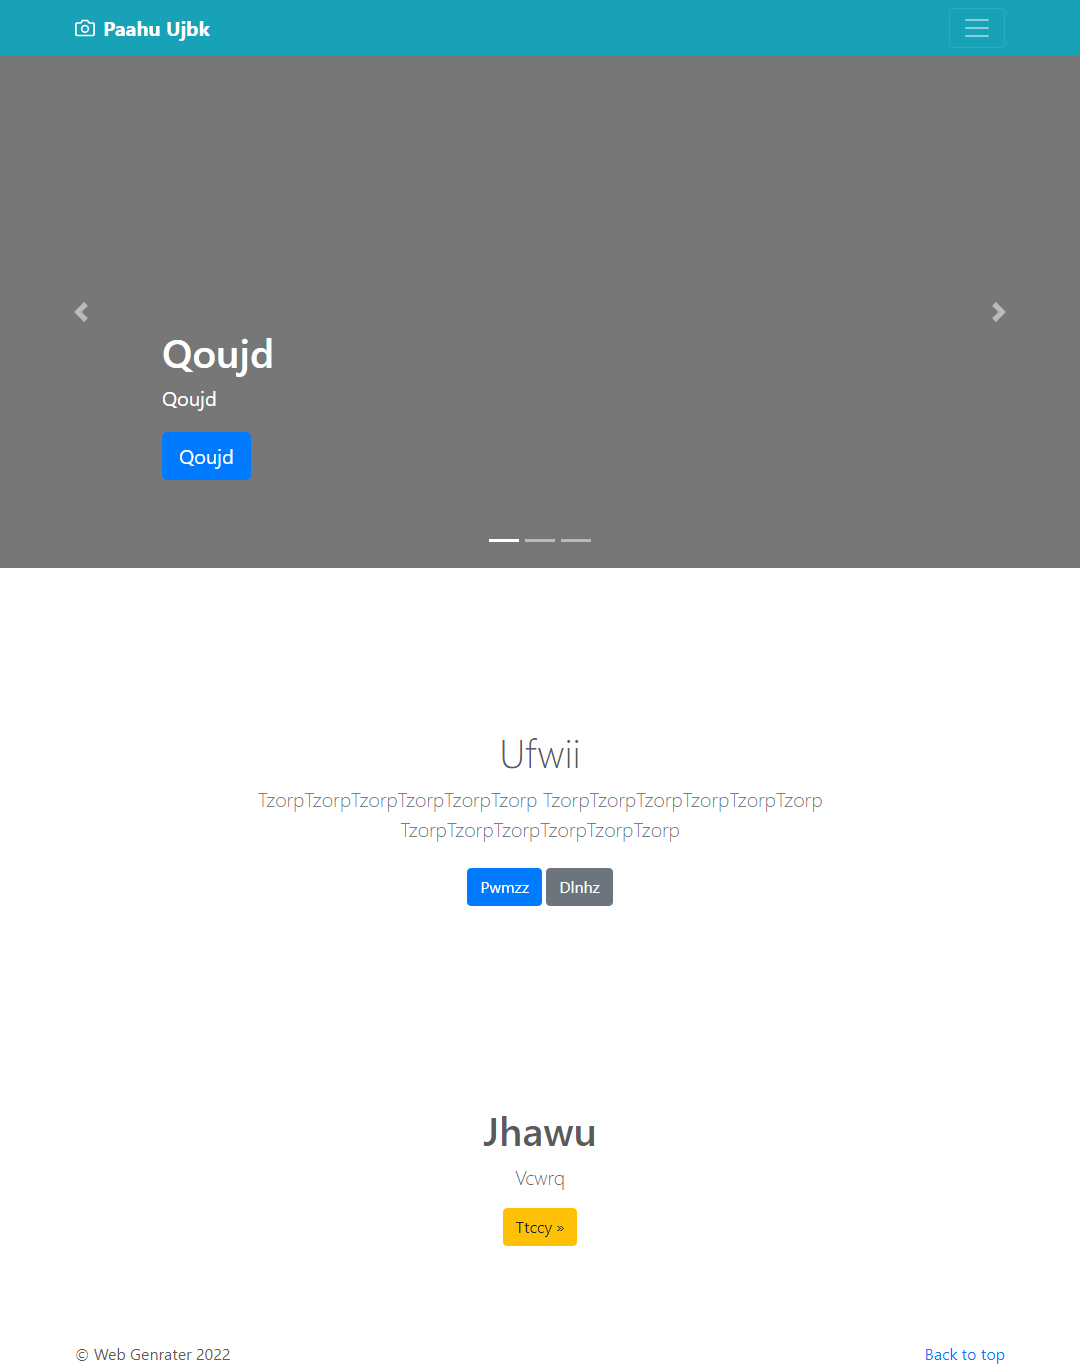 Paahu Ujbk
Qoujd
Qoujd
Qoujd
Ufwii
TzorpTzorpTzorpTzorpTzorpTzorp TzorpTzorpTzorpTzorpTzorpTzorp
TzorpTzorpTzorpTzorpTzorpTzorp
Pwmzz Dlnhz
Jhawu
Vcwrq
Ttccy »
© Web Genrater 2022 Back to top